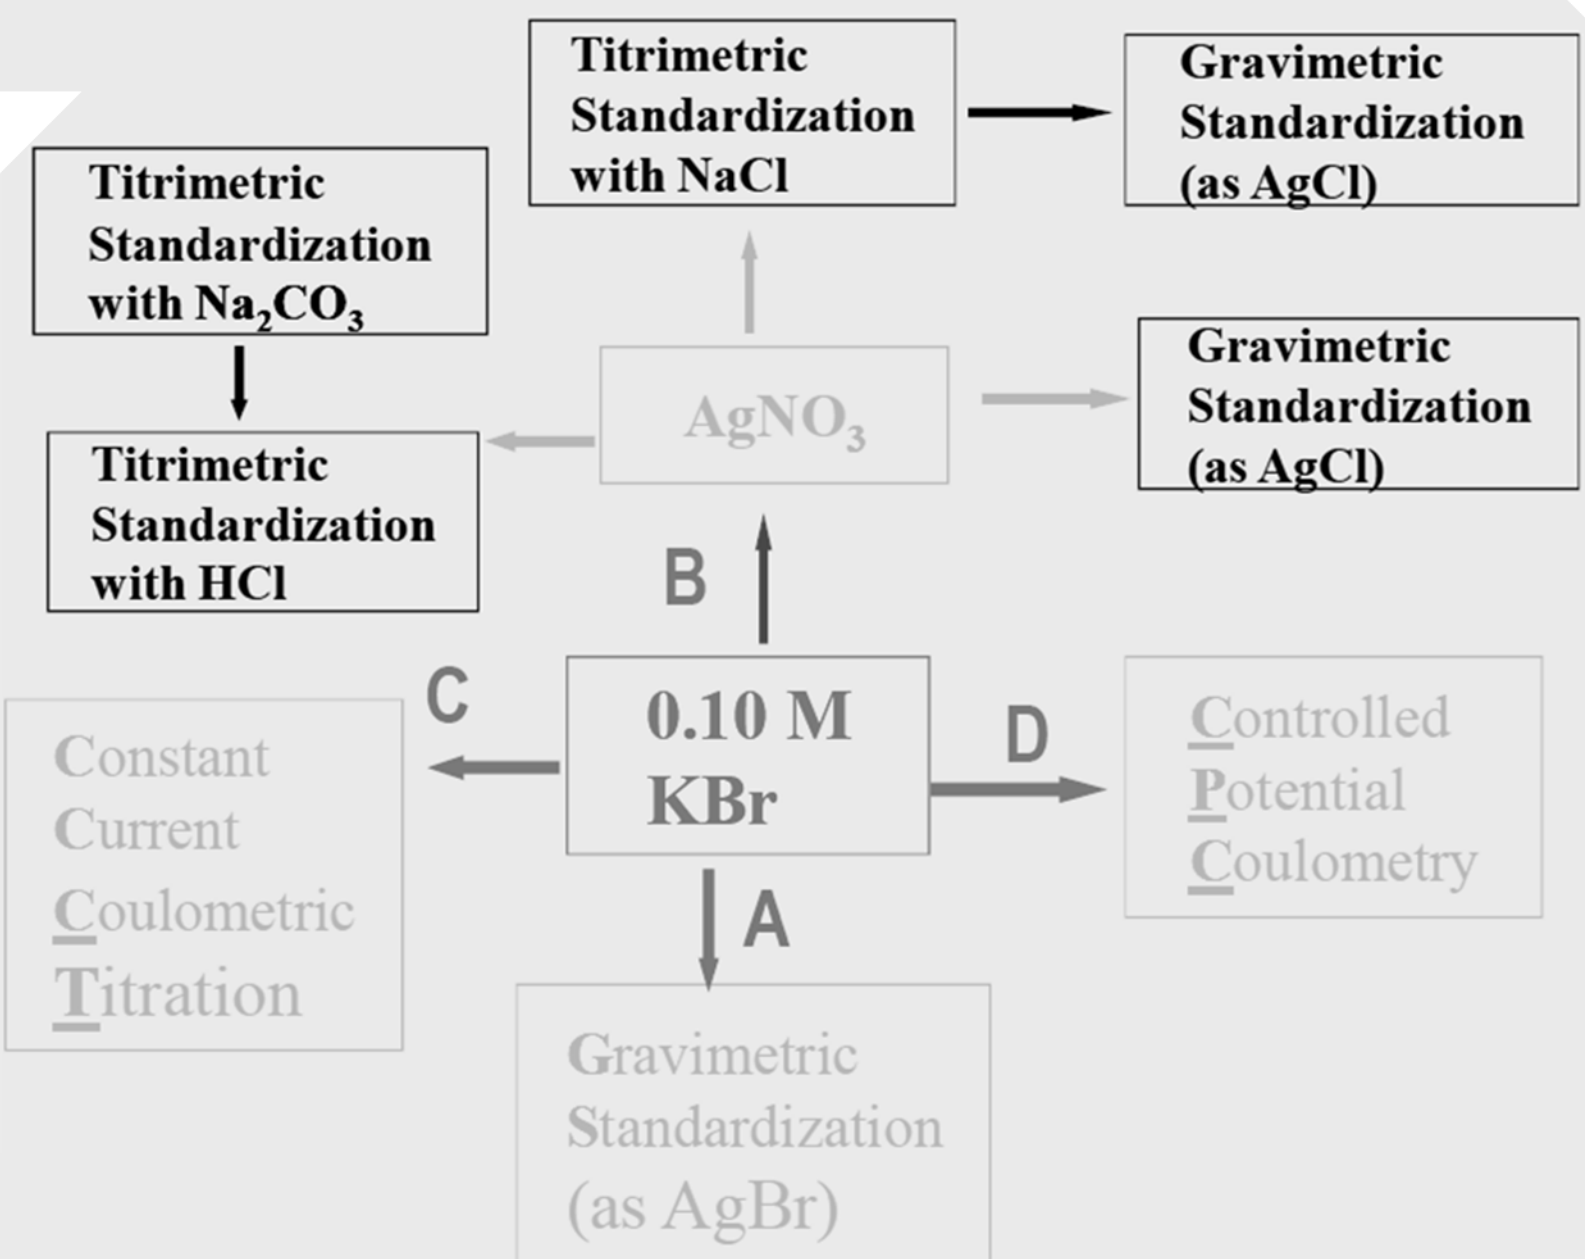 Titrimetric
Standardization
with NaCl
Gravimetric
Standardization
(as AgCl)
Titrimetric
Standardization
with Na₂CO₃
AgNO₃
Gravimetric
Standardization
(as AgCl)
Titrimetric
Standardization
with HCl
B
C
0.10 M
KBr
D
Constant
Current
Coulometric
Titration
Controlled
Potential
Coulometry
A
Gravimetric
Standardization
(as AgBr)